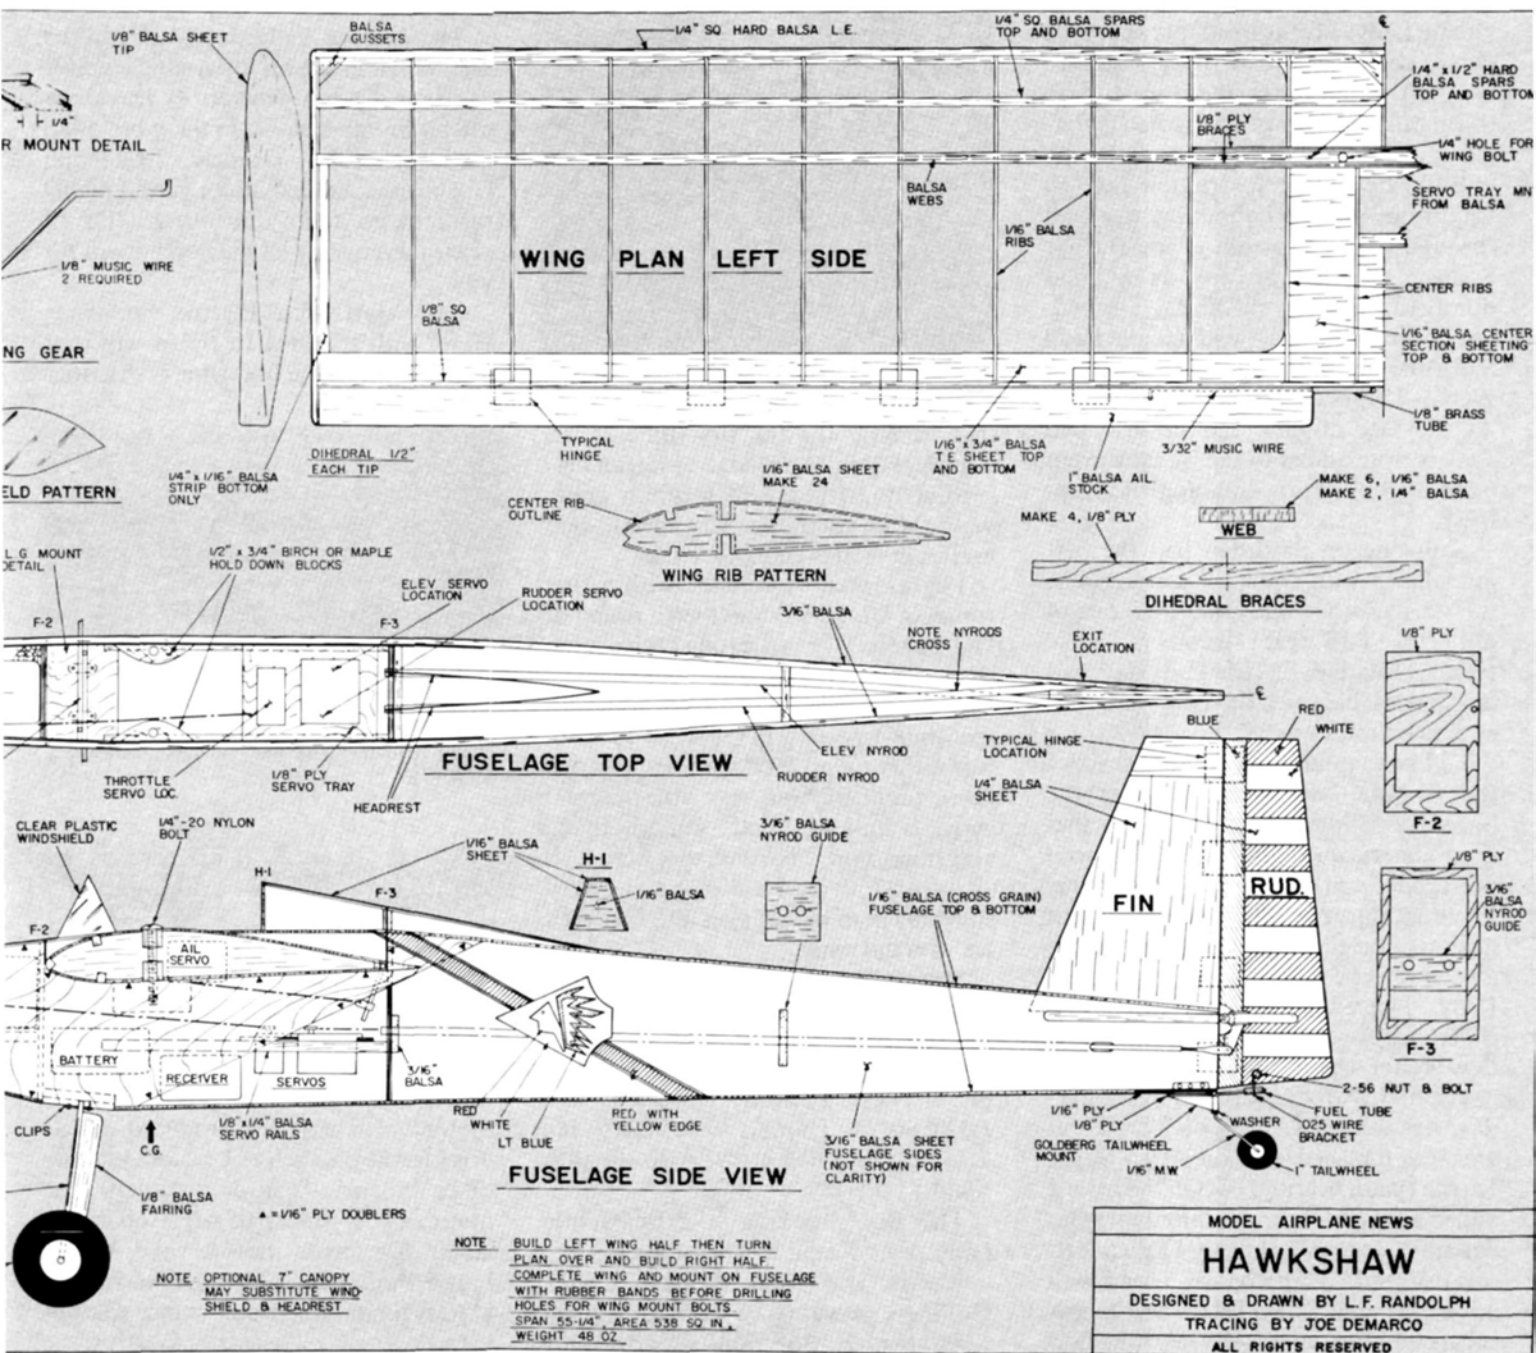 1/8" BALSA SHEET
TIP
BALSA
GUSSETS
1/4" SQ HARD BALSA L.E.
1/4" SQ BALSA SPARS
TOP AND BOTTOM
1/4" x 1/2" HARD
BALSA SPARS
TOP AND BOTTOM
1/4"
R MOUNT DETAIL
1/8" PLY
BRACES
1/4" HOLE FOR
WING BOLT
BALSA
WEBS
SERVO TRAY MN
FROM BALSA
1/16" BALSA
RIBS
WING PLAN LEFT SIDE
1/8" MUSIC WIRE
2 REQUIRED
CENTER RIBS
1/8" SQ
BALSA
1/16" BALSA CENTER
SECTION SHEETING
TOP & BOTTOM
NG GEAR
1/8" BRASS
TUBE
TYPICAL
HINGE
DIHEDRAL 1/2"
EACH TIP
1/16" x 3/4" BALSA
T.E. SHEET TOP
AND BOTTOM
3/32" MUSIC WIRE
1/4" x 1/16" BALSA
STRIP BOTTOM
ONLY
ELD PATTERN
1/16" BALSA SHEET
MAKE 24
1" BALSA AIL.
STOCK
MAKE 6, 1/16" BALSA
MAKE 2, 1/4" BALSA
CENTER RIB
OUTLINE
MAKE 4, 1/8" PLY
WEB
WING RIB PATTERN
DIHEDRAL BRACES
L.G MOUNT
DETAIL
1/2" x 3/4" BIRCH OR MAPLE
HOLD DOWN BLOCKS
ELEV SERVO
LOCATION
RUDDER SERVO
LOCATION
F-2
F-3
3/16" BALSA
NOTE NYRODS
CROSS
EXIT
LOCATION
1/8" PLY
F-2
ELEV NYROD
RUDDER NYROD
FUSELAGE TOP VIEW
THROTTLE
SERVO LOC.
1/8" PLY
SERVO TRAY
HEADREST
TYPICAL HINGE
LOCATION
BLUE
RED
WHITE
1/4" BALSA
SHEET
CLEAR PLASTIC
WINDSHIELD
1/4"-20 NYLON
BOLT
1/16" BALSA
SHEET
H-1
1/16" BALSA
3/16" BALSA
NYROD GUIDE
1/16" BALSA (CROSS GRAIN)
FUSELAGE TOP & BOTTOM
FIN
RUD.
1/8" PLY
3/16"
BALSA
NYROD
GUIDE
F-3
H-1
F-3
F-2
AIL
SERVO
BATTERY
RECEIVER
SERVOS
3/16"
BALSA
CLIPS
C.G.
1/8" x 1/4" BALSA
SERVO RAILS
RED
WHITE
LT BLUE
RED WITH
YELLOW EDGE
3/16" BALSA SHEET
FUSELAGE SIDES
(NOT SHOWN FOR
CLARITY)
1/16" PLY
1/8" PLY
GOLDBERG TAILWHEEL
MOUNT
1/16" M.W.
WASHER
2-56 NUT & BOLT
FUEL TUBE
.025 WIRE
BRACKET
1" TAILWHEEL
FUSELAGE SIDE VIEW
1/8" BALSA
FAIRING
▲ = 1/16" PLY DOUBLERS
NOTE OPTIONAL 7" CANOPY
MAY SUBSTITUTE WIND-
SHIELD & HEADREST
NOTE: BUILD LEFT WING HALF THEN TURN
PLAN OVER AND BUILD RIGHT HALF.
COMPLETE WING AND MOUNT ON FUSELAGE
WITH RUBBER BANDS BEFORE DRILLING
HOLES FOR WING MOUNT BOLTS.
SPAN 55-1/4", AREA 538 SQ. IN.,
WEIGHT 48 OZ.
MODEL AIRPLANE NEWS
HAWKSHAW
DESIGNED & DRAWN BY L.F. RANDOLPH
TRACING BY JOE DEMARCO
ALL RIGHTS RESERVED